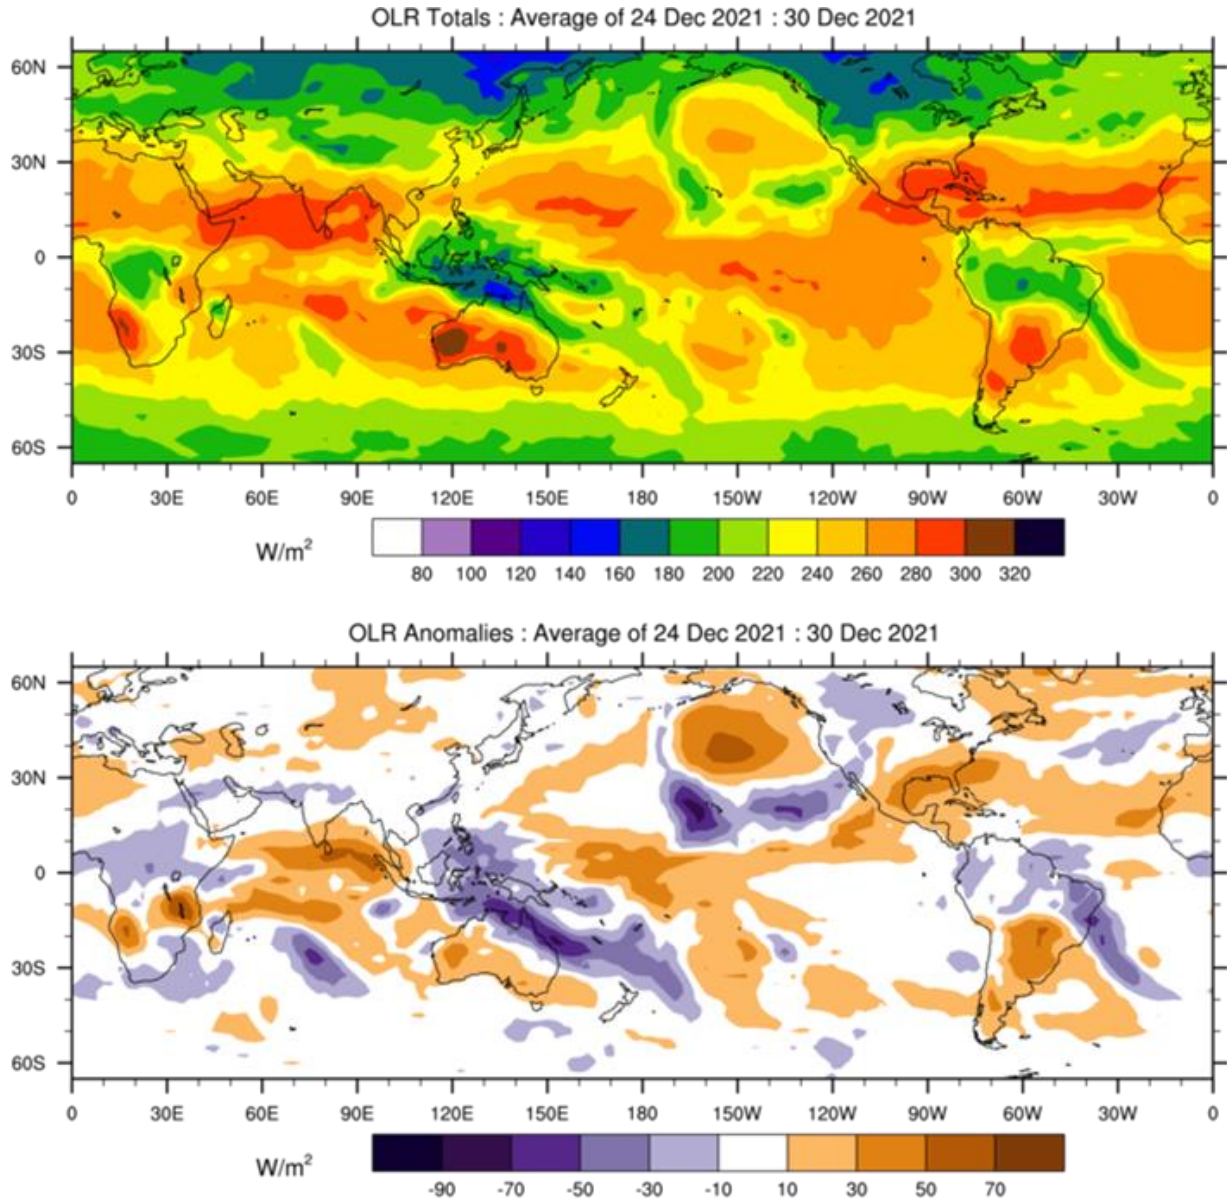 OLR Totals : Average of 24 Dec 2021 : 30 Dec 2021
60N
30N
0
30S
60S
0 30E 60E 90E 120E 150E 180 150W 120W 90W 60W 30W 0
W/m²
80 100 120 140 160 180 200 220 240 260 280 300 320
OLR Anomalies : Average of 24 Dec 2021 : 30 Dec 2021
60N
30N
0
30S
60S
0 30E 60E 90E 120E 150E 180 150W 120W 90W 60W 30W 0
W/m²
-90 -70 -50 -30 -10 10 30 50 70